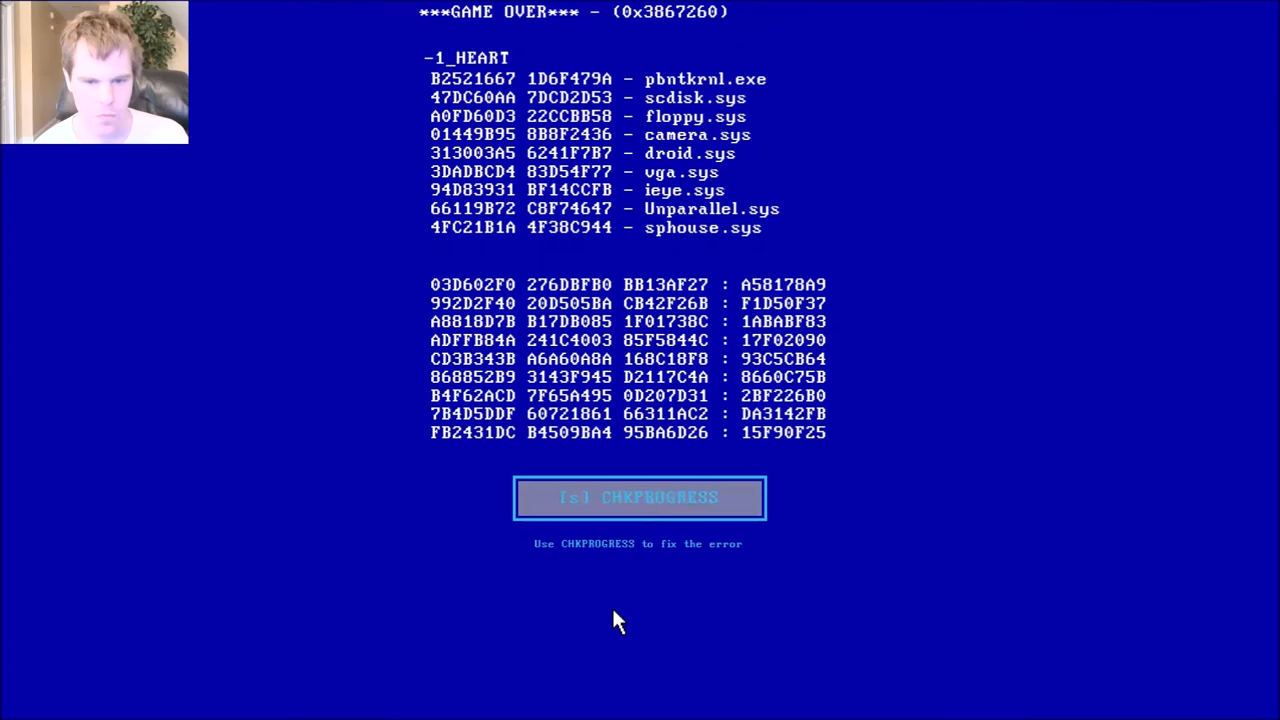 ***GAME OVER*** - (0x3867260)
-1_HEART
B2521667 1D6F479A - pbntkrnl.exe
47DC60AA 7DCD2D53 - scdisk.sys
A0FD60D3 22CCBB58 - floppy.sys
01449B95 8B8F2436 - camera.sys
313003A5 6241F7B7 - droid.sys
3DADBCD4 83D54F77 - vga.sys
94D83931 BF14CCFB - ieye.sys
66119B72 C8F74647 - Unparallel.sys
4FC21B1A 4F38C944 - sphouse.sys
03D602F0 276DBFB0 BB13AF27 : A58178A9
992D2F40 20D505BA CB42F26B : F1D50F37
A8818D7B B17DB085 1F01738C : 1ABABF83
ADFFB84A 241C4003 85F5844C : 17F02090
CD3B343B A6A60A8A 168C18F8 : 93C5CB64
868852B9 3143F945 D2117C4A : 8660C75B
B4F62ACD 7F65A495 0D207D31 : 2BF226B0
7B4D5DDF 60721861 66311AC2 : DA3142FB
FB2431DC B4509BA4 95BA6D26 : 15F90F25
[s] CHKPROGRESS
Use CHKPROGRESS to fix the error